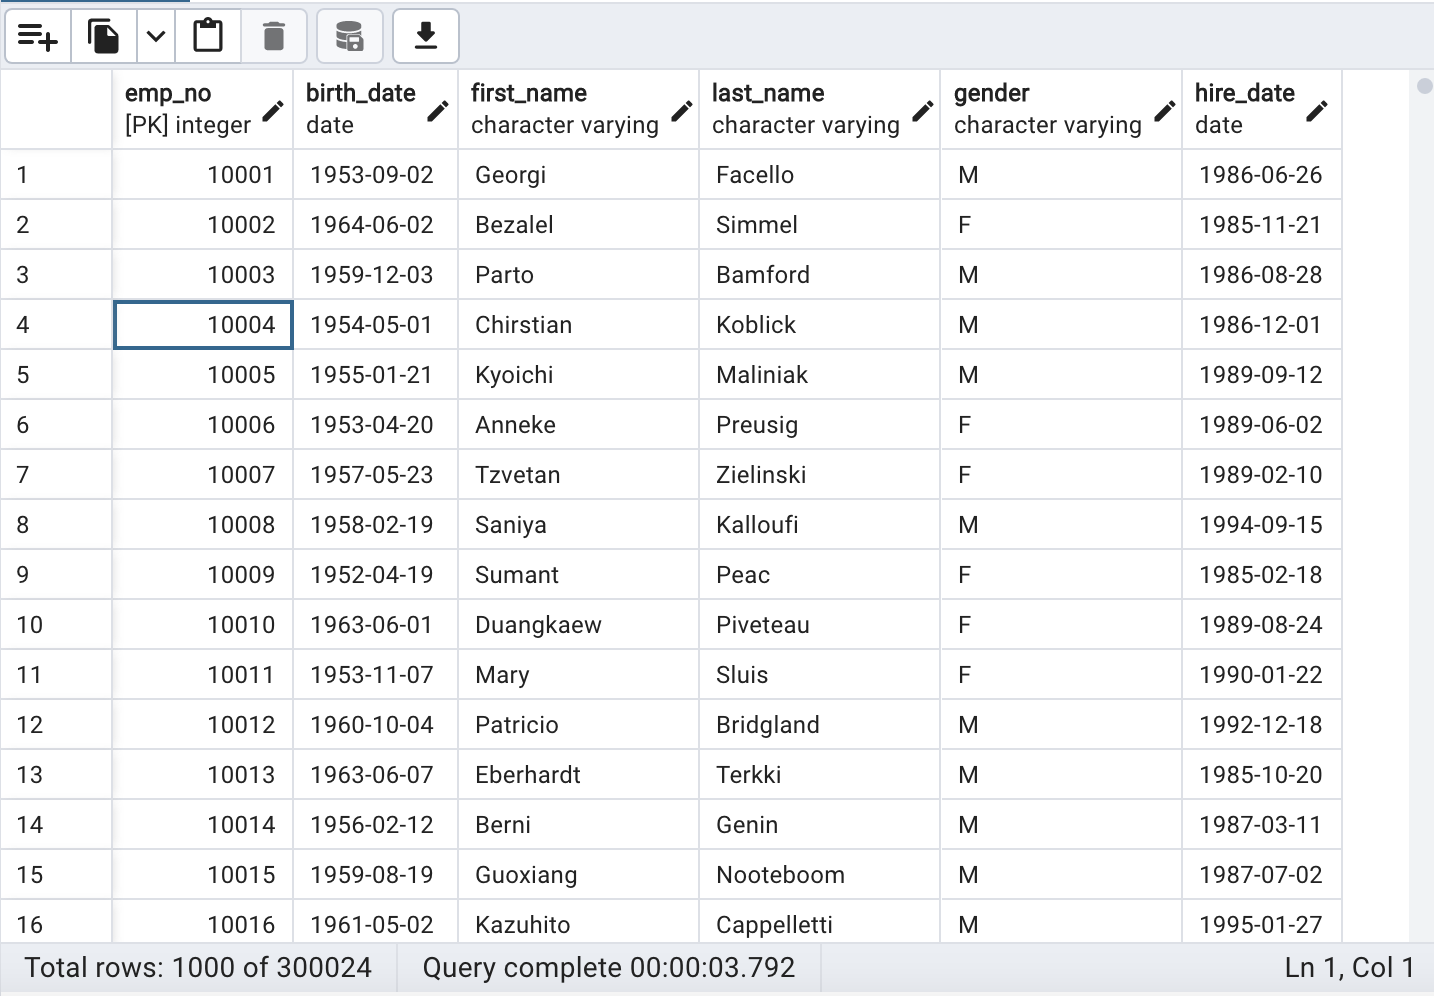 emp_no birth_date first_name last_name gender hire_date
[PK] integer date character varying character varying character varying date
1 10001 1953-09-02 Georgi Facello M 1986-06-26
2 10002 1964-06-02 Bezalel Simmel F 1985-11-21
3 10003 1959-12-03 Parto Bamford M 1986-08-28
4 10004 1954-05-01 Chirstian Koblick M 1986-12-01
5 10005 1955-01-21 Kyoichi Maliniak M 1989-09-12
6 10006 1953-04-20 Anneke Preusig F 1989-06-02
7 10007 1957-05-23 Tzvetan Zielinski F 1989-02-10
8 10008 1958-02-19 Saniya Kalloufi M 1994-09-15
9 10009 1952-04-19 Sumant Peac F 1985-02-18
10 10010 1963-06-01 Duangkaew Piveteau F 1989-08-24
11 10011 1953-11-07 Mary Sluis F 1990-01-22
12 10012 1960-10-04 Patricio Bridgland M 1992-12-18
13 10013 1963-06-07 Eberhardt Terkki M 1985-10-20
14 10014 1956-02-12 Berni Genin M 1987-03-11
15 10015 1959-08-19 Guoxiang Nooteboom M 1987-07-02
16 10016 1961-05-02 Kazuhito Cappelletti M 1995-01-27
Total rows: 1000 of 300024 Query complete 00:00:03.792 Ln 1, Col 1